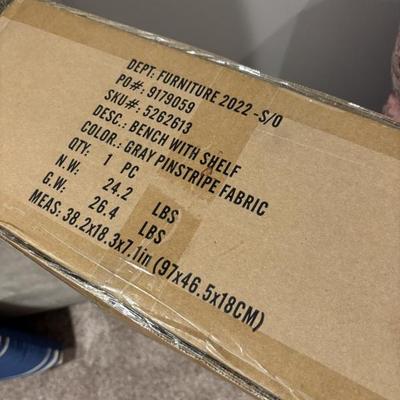 DEPT: FURNITURE 2022 -S/O
PO#: 9179059
SKU#: 5262613
DESC.: BENCH WITH SHELF
COLOR.: GRAY PINSTRIPE FABRIC
QTY: 1 PC
N.W: 24.2 LBS
G.W: 26.4 LBS
MEAS: 38.2x18.3x7.1in (97x46.5x18CM)